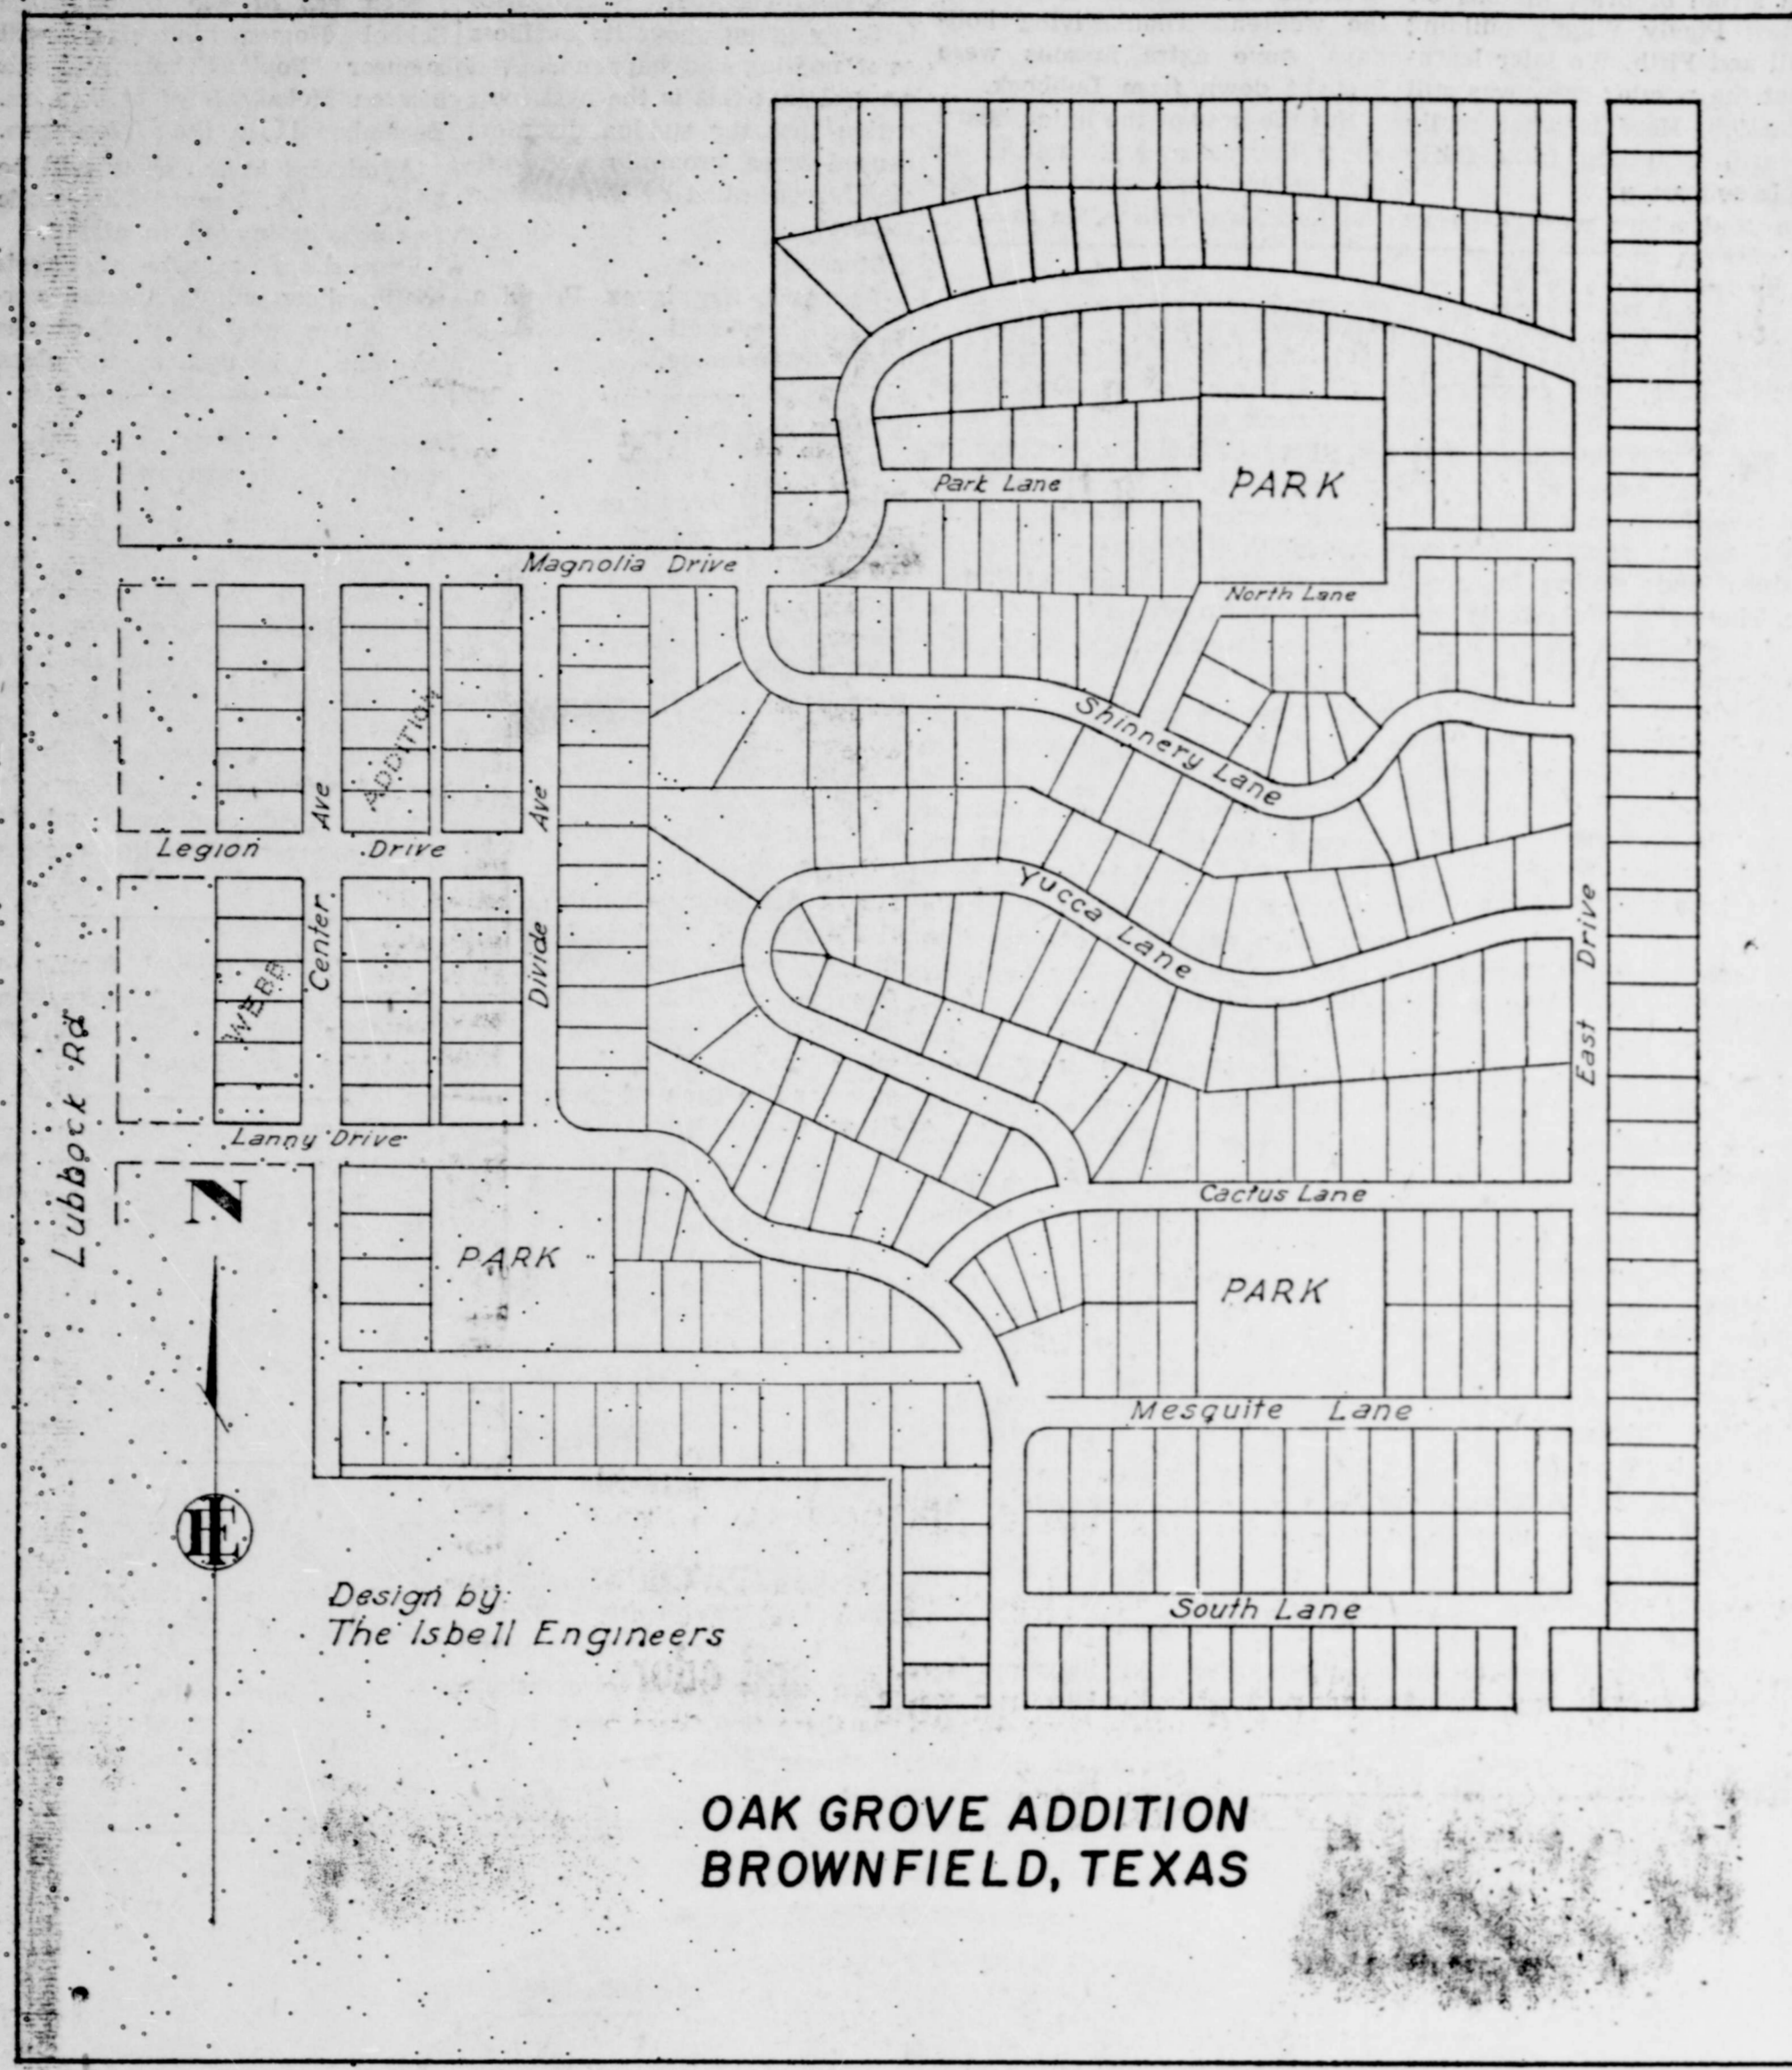 Park Lane
PARK
Magnolia Drive
North Lane
ADDITION
Shinnery Lane
Ave
Ave
Legion Drive
Yucca Lane
East Drive
Center
Divide
WEBB
Lubbock Rd
Lanny Drive
N
Cactus Lane
PARK
PARK
Mesquite Lane
Design by:
The Isbell Engineers
South Lane
OAK GROVE ADDITION
BROWNFIELD, TEXAS